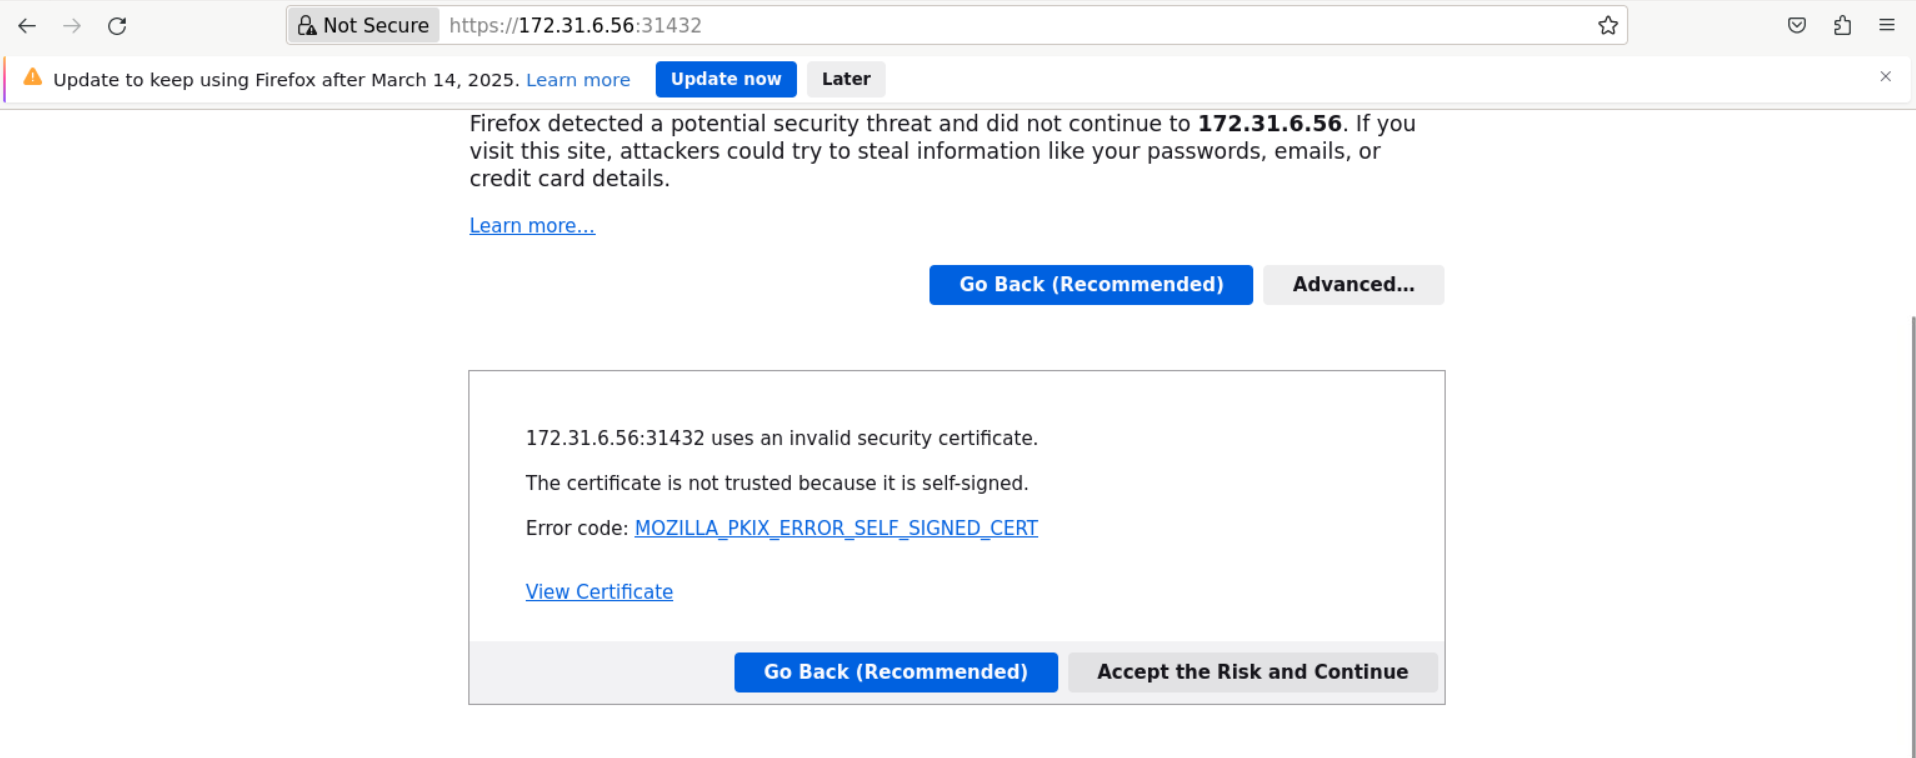 Not Secure https://172.31.6.56:31432
Update to keep using Firefox after March 14, 2025. Learn more Update now Later
Firefox detected a potential security threat and did not continue to 172.31.6.56. If you
visit this site, attackers could try to steal information like your passwords, emails, or
credit card details.
Learn more…
Go Back (Recommended) Advanced…
172.31.6.56:31432 uses an invalid security certificate.
The certificate is not trusted because it is self-signed.
Error code: MOZILLA_PKIX_ERROR_SELF_SIGNED_CERT
View Certificate
Go Back (Recommended) Accept the Risk and Continue